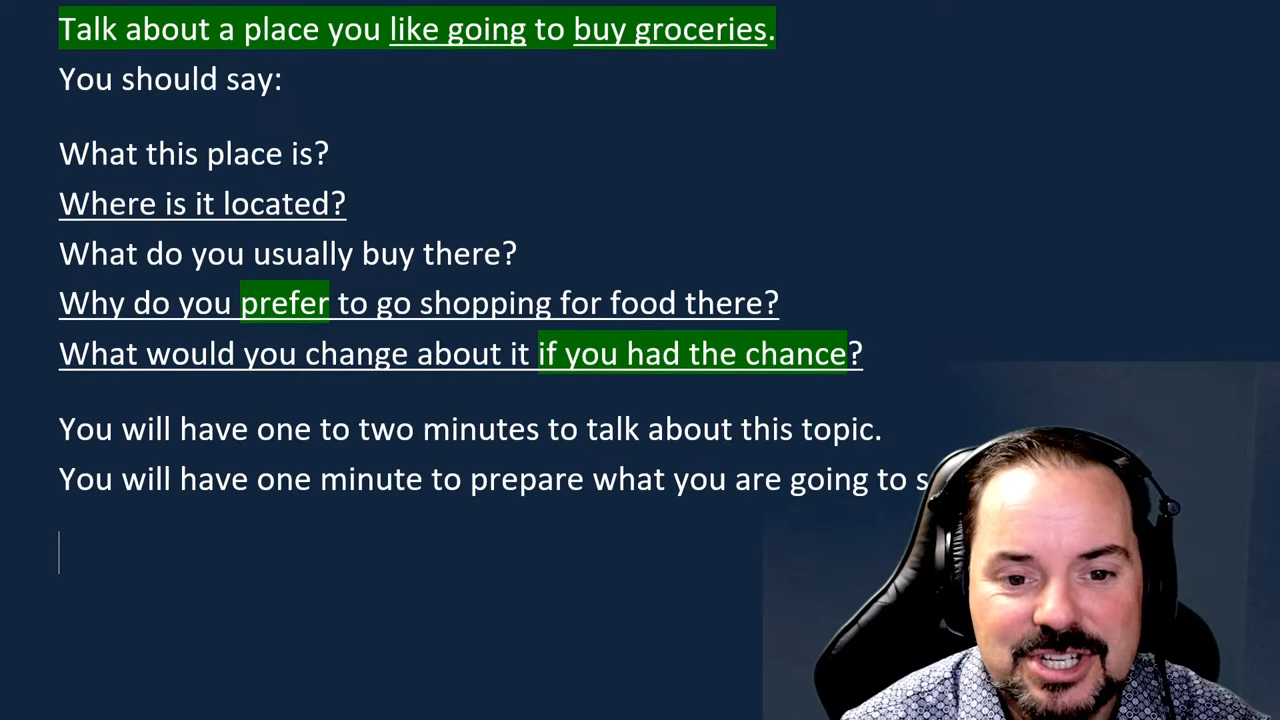 Talk about a place you like going to buy groceries.
You should say:
What this place is?
Where is it located?
What do you usually buy there?
Why do you prefer to go shopping for food there?
What would you change about it if you had the chance?
You will have one to two minutes to talk about this topic.
You will have one minute to prepare what you are going to s